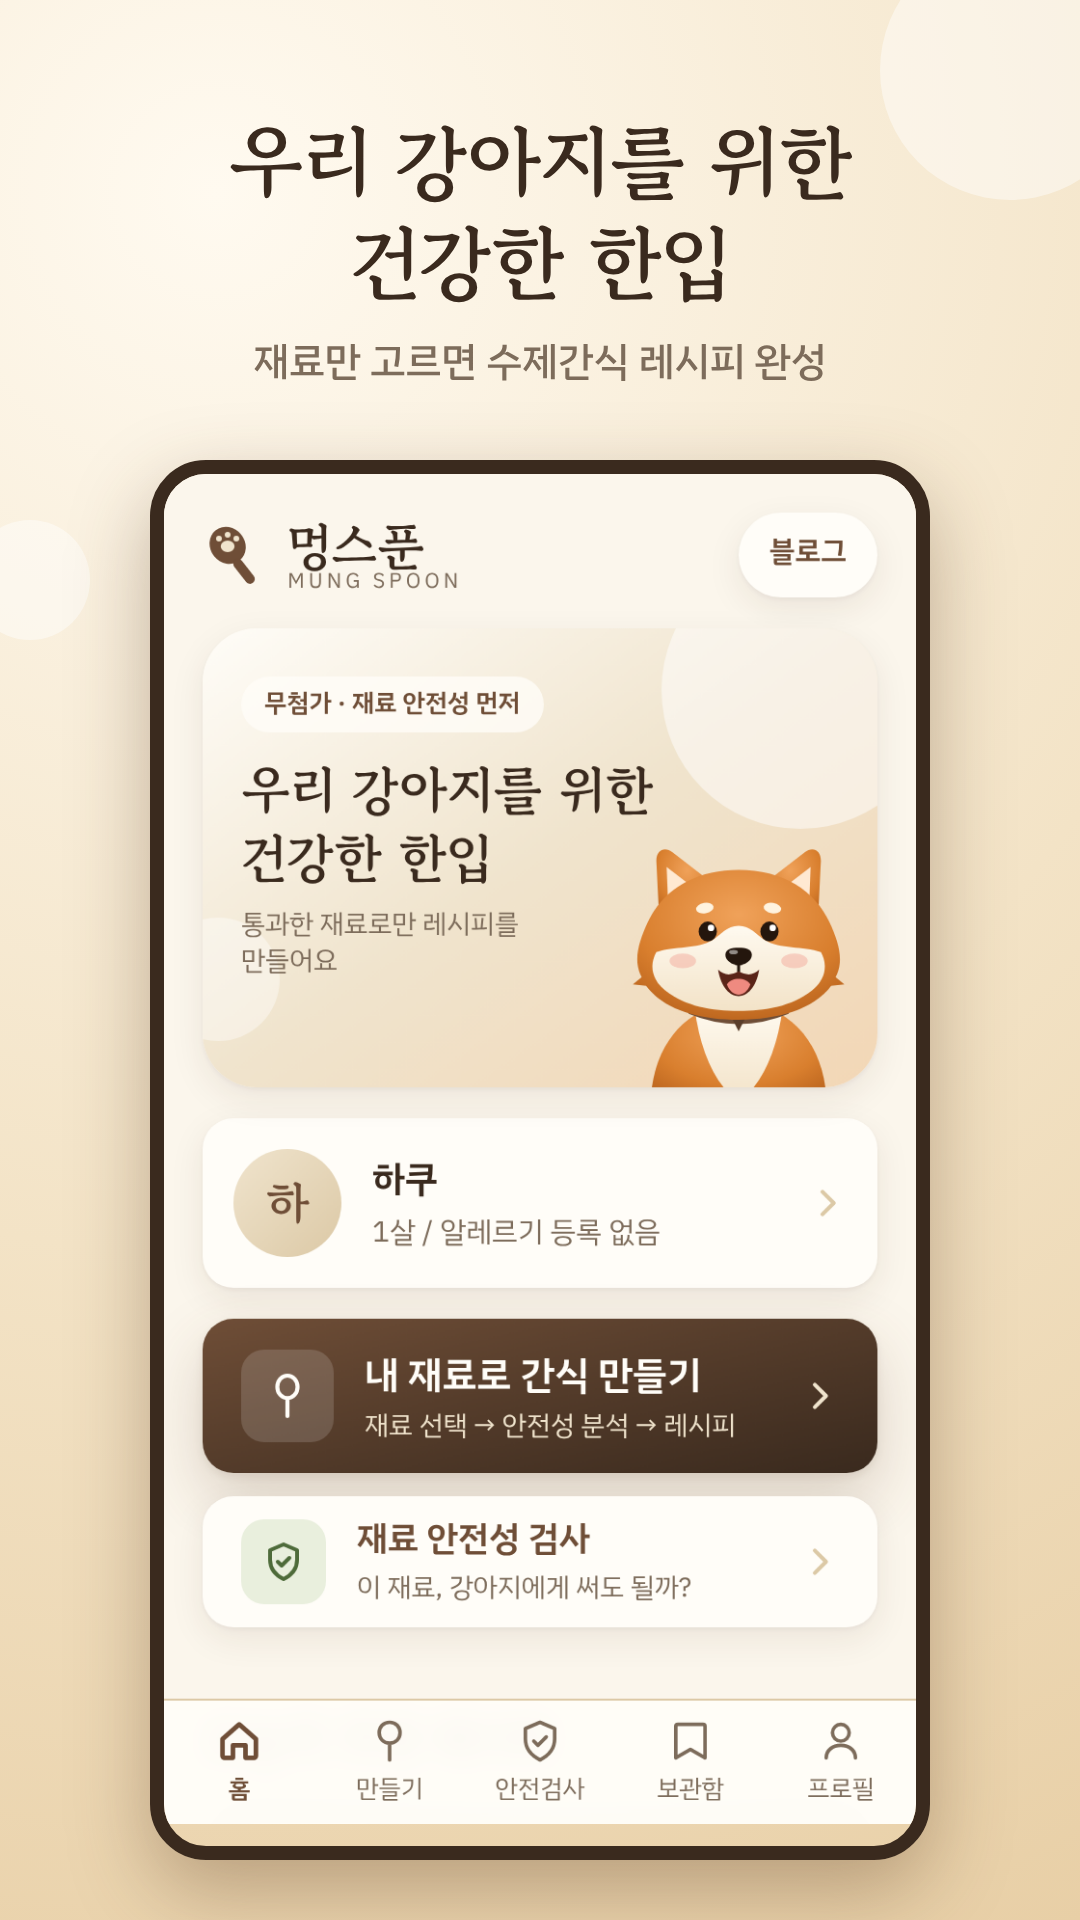 우리 강아지를 위한
건강한 한입
재료만 고르면 수제간식 레시피 완성
멍스푼
MUNG SPOON
블로그
무첨가 · 재료 안전성 먼저
우리 강아지를 위한
건강한 한입
통과한 재료로만 레시피를
만들어요
하
하쿠
1살 / 알레르기 등록 없음
내 재료로 간식 만들기
재료 선택 → 안전성 분석 → 레시피
재료 안전성 검사
이 재료, 강아지에게 써도 될까?
홈
만들기
안전검사
보관함
프로필